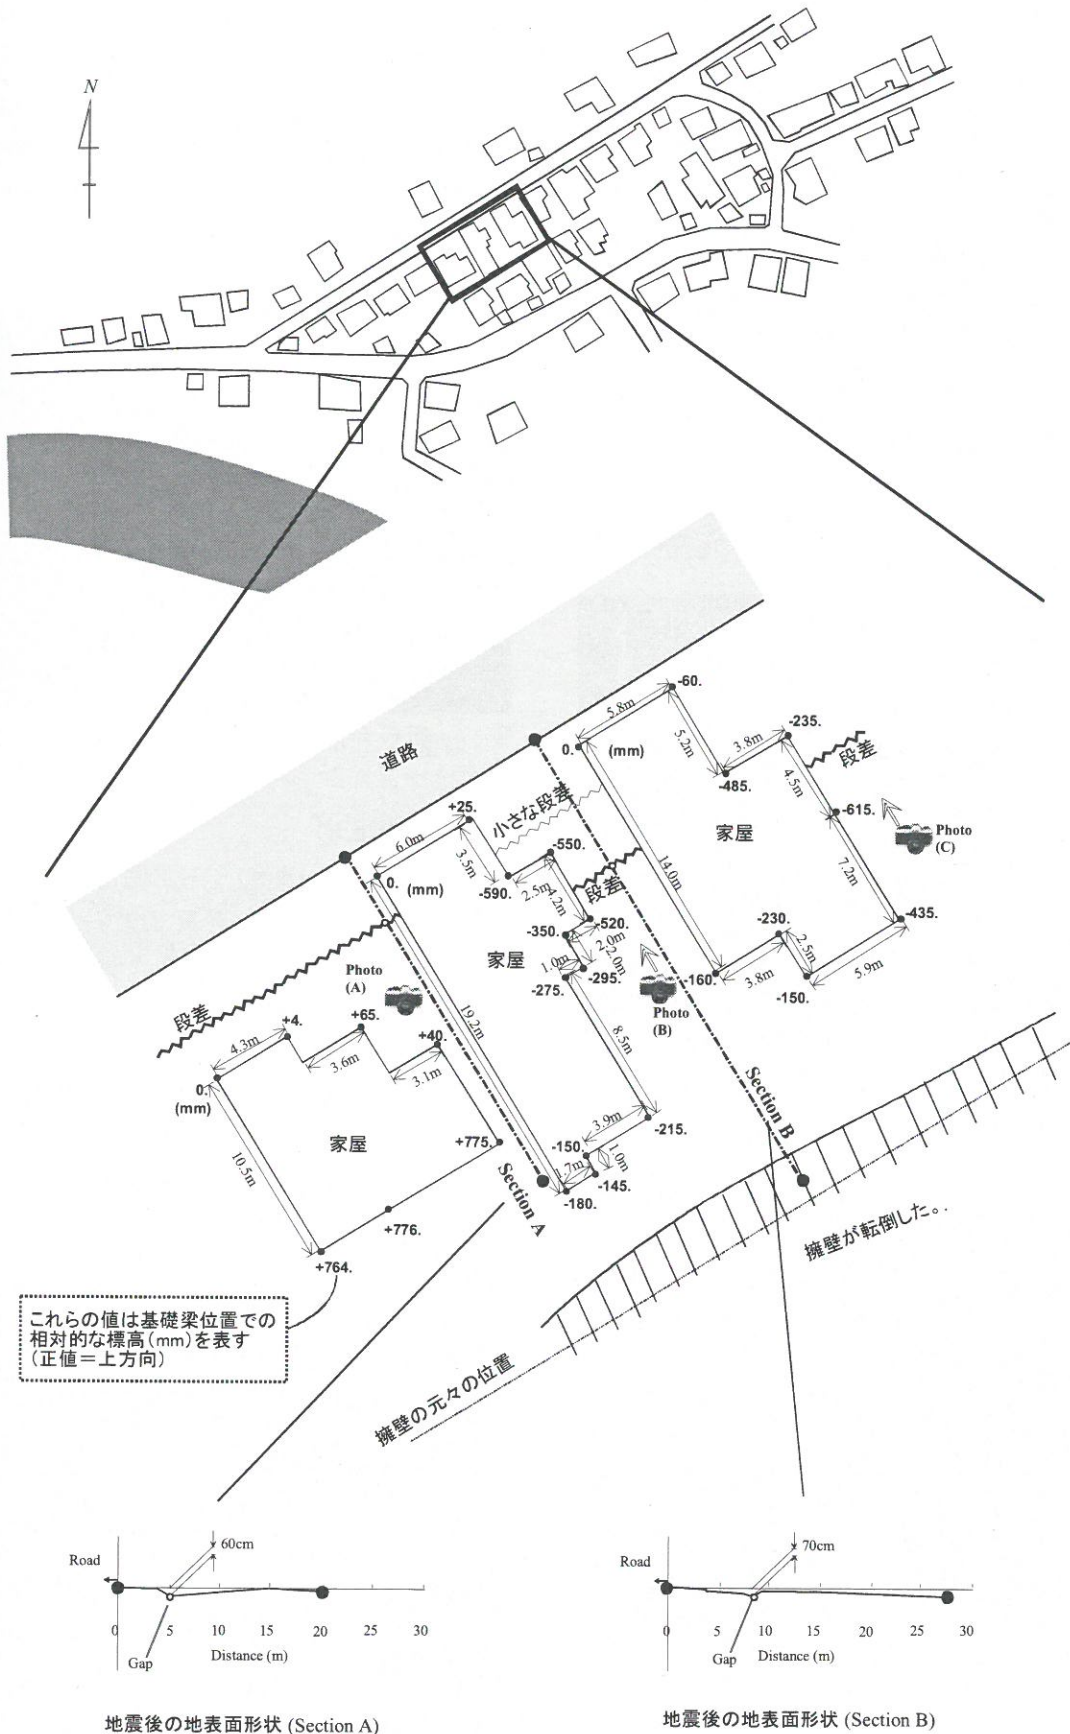 N
道路
家屋
家屋
家屋
段差
小さな段差
段差
段差
0.
(mm)
-60.
5.8m
5.2m
-485.
3.8m
-235.
4.5m
-615.
7.2m
-435.
5.9m
-150.
2.5m
-230.
3.8m
-160.
14.0m
Photo
(C)
0.
(mm)
6.0m
+25.
3.5m
-590.
2.5m
-550.
4.2m
-520.
2.0m
-350.
2.0m
-295.
1.0m
-275.
8.5m
-215.
3.9m
-150.
1.0m
-145.
1.7m
-180.
19.2m
Photo
(B)
Photo
(A)
0.
(mm)
4.3m
+4.
3.6m
+65.
3.1m
+40.
+775.
+776.
+764.
10.5m
Section A
Section B
擁壁が転倒した。.
擁壁の元々の位置
これらの値は基礎梁位置での
相対的な標高(mm)を表す
(正値＝上方向)
Road
60cm
0 5 10 15 20 25 30
Distance (m)
Gap
地震後の地表面形状 (Section A)
Road
70cm
0 5 10 15 20 25 30
Distance (m)
Gap
地震後の地表面形状 (Section B)